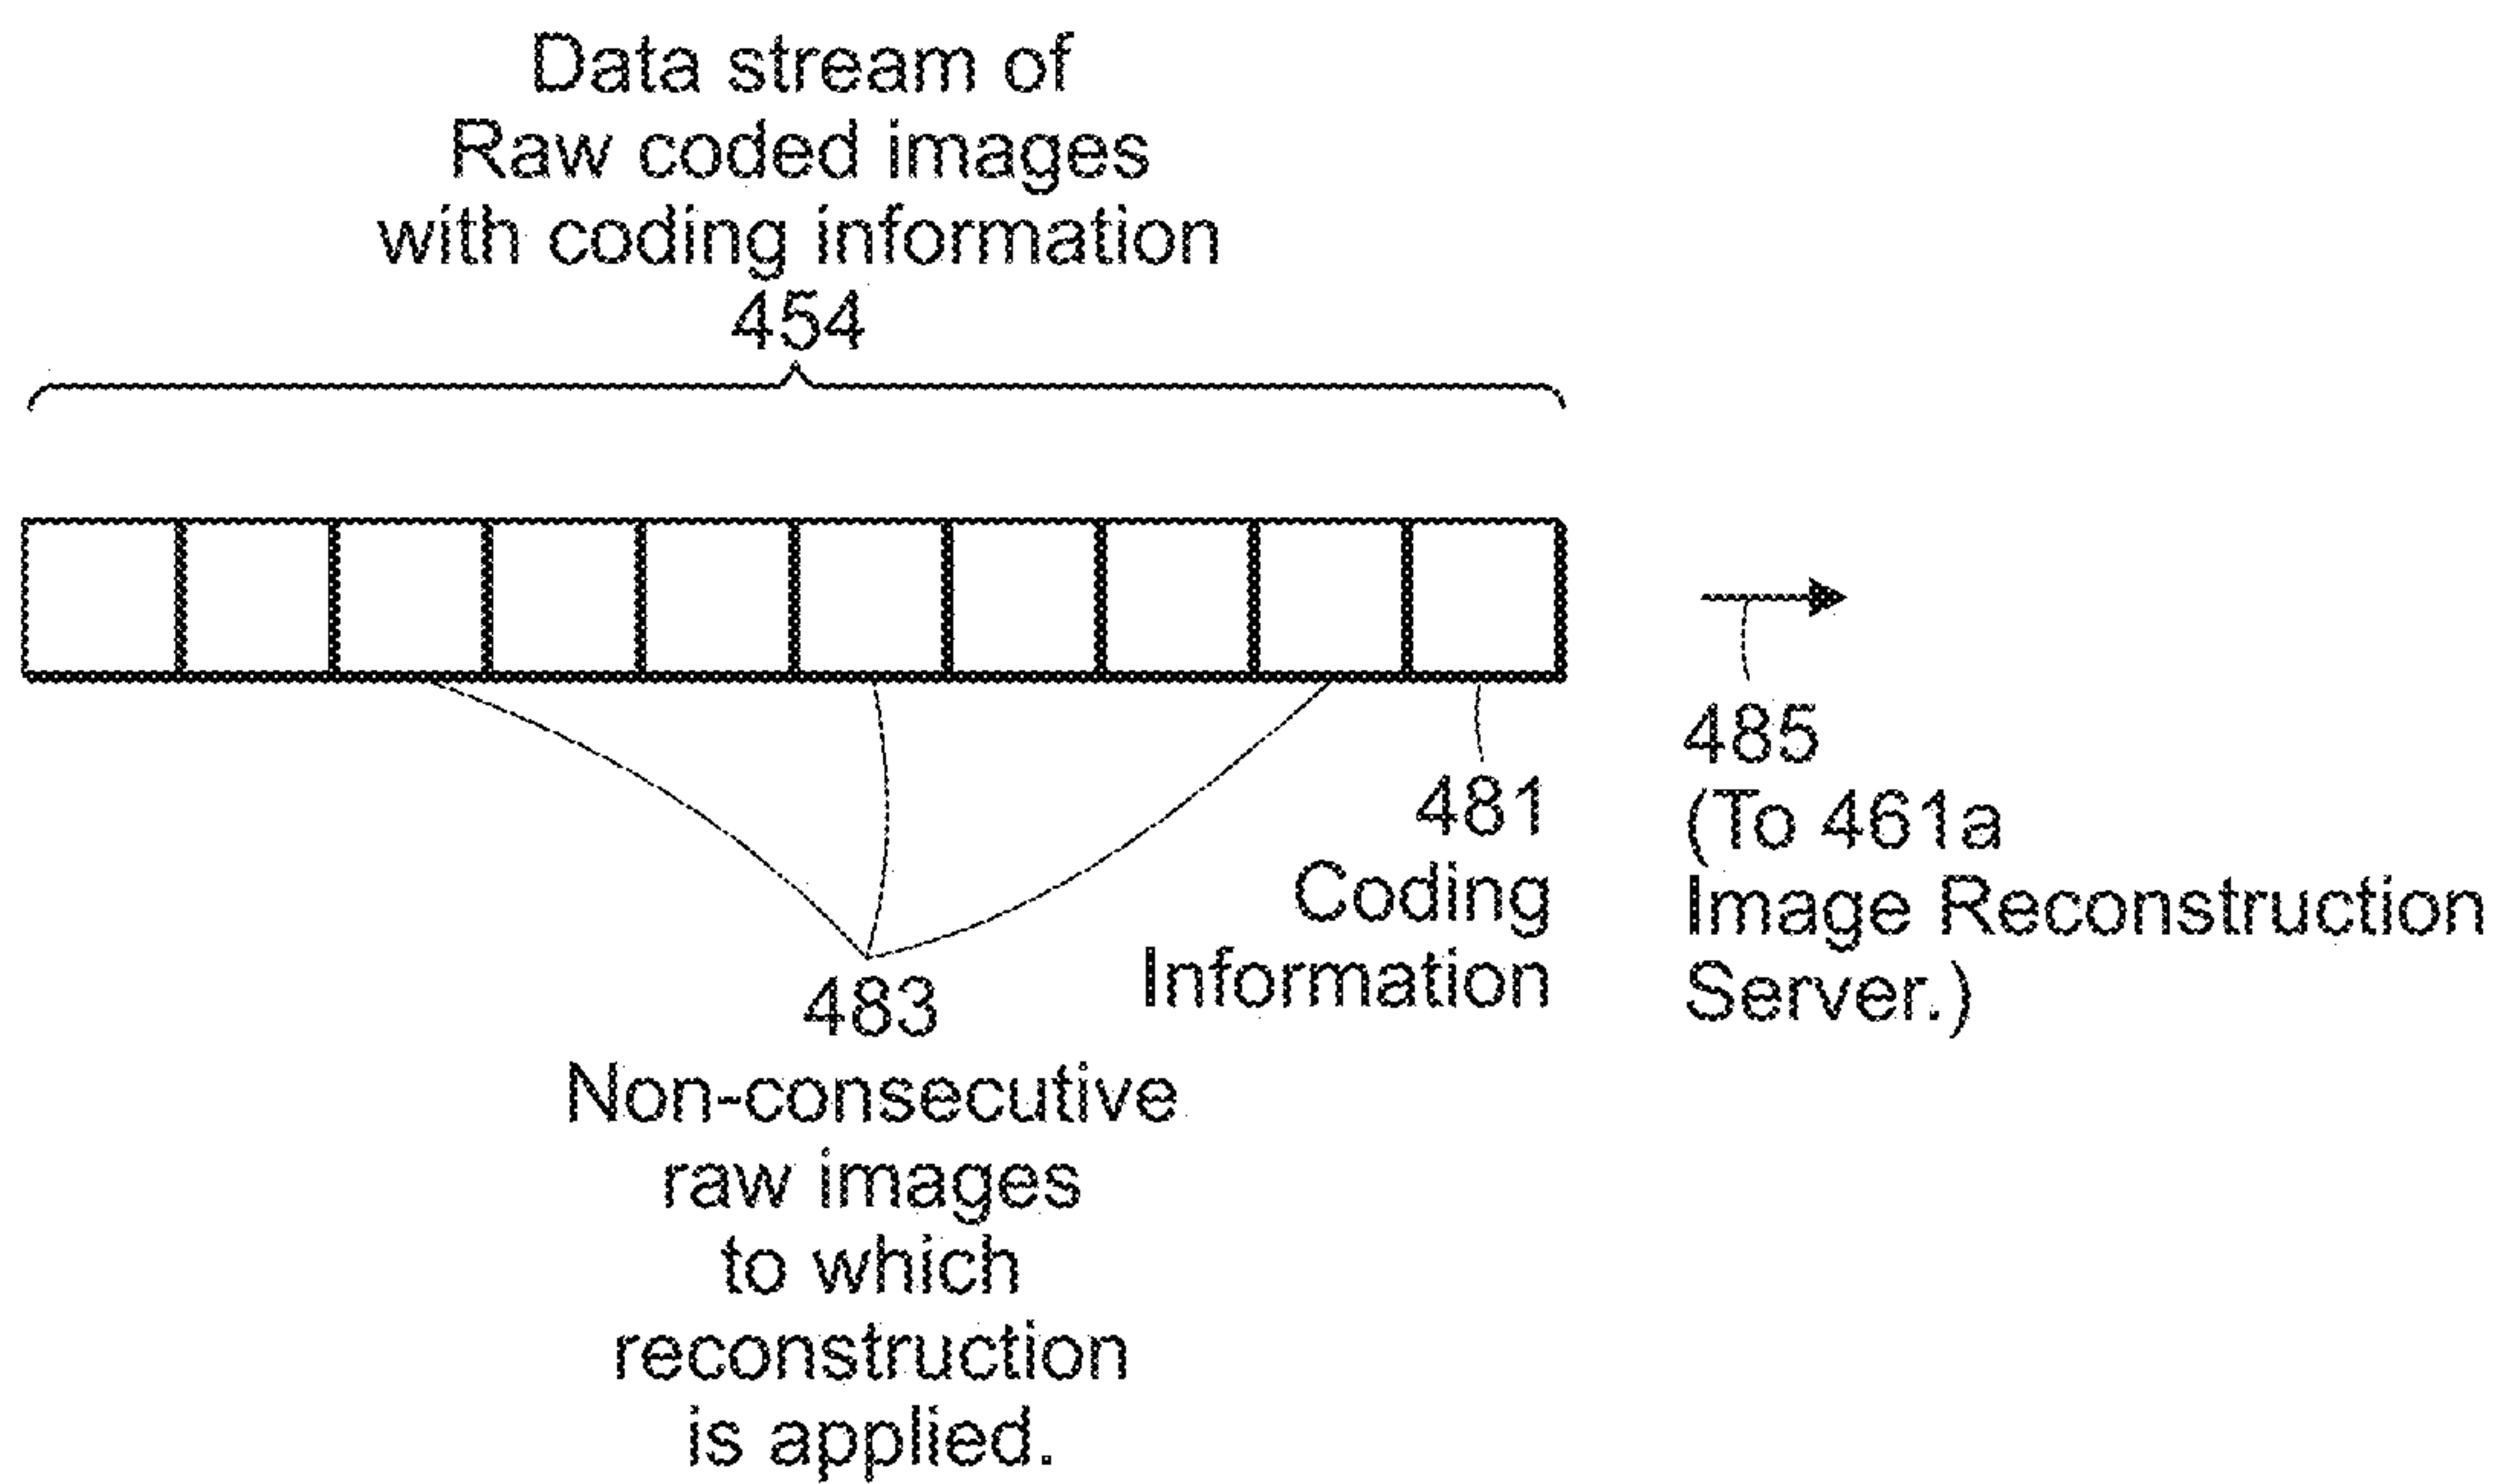 Data stream of
Raw coded images
with coding information
454
485
(To 461a
Image Reconstruction
Server.)
481
Coding
Information
483
Non-consecutive
raw images
to which
reconstruction
is applied.